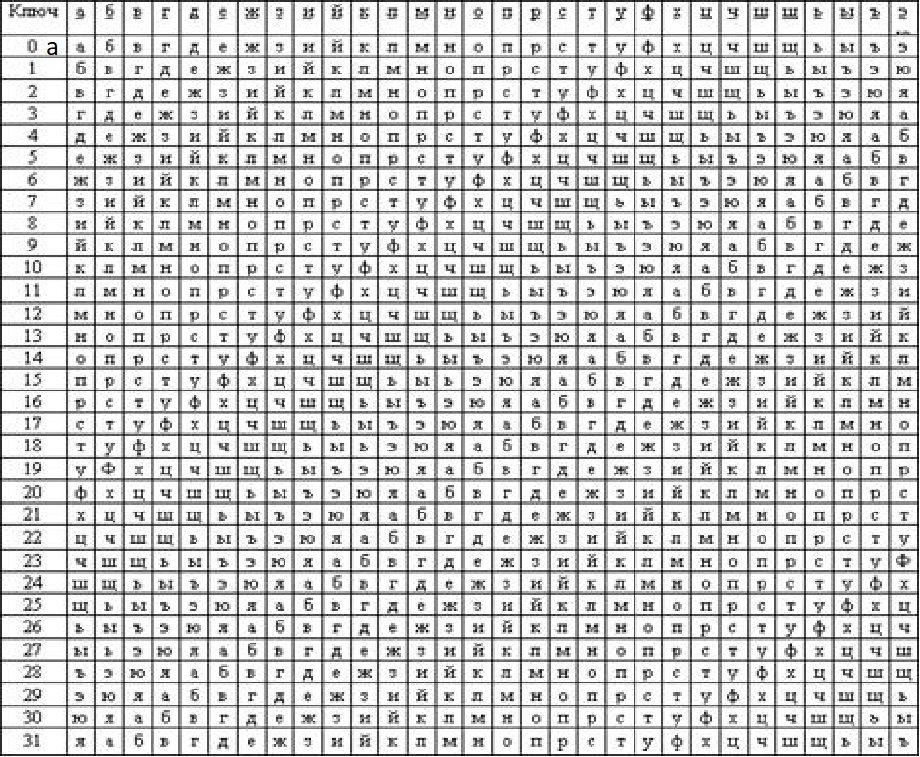 Ключ а б в г д е ж з и й к л м н о п р с т у ф х ц ч ш щ ь ы ъ э
0 а а б в г д е ж з и й к л м н о п р с т у ф х ц ч ш щ ь ы ъ э
1 б в г д е ж з и й к л м н о п р с т у ф х ц ч ш щ ь ы ъ э ю
2 в г д е ж з и й к л м н о п р с т у ф х ц ч ш щ ь ы ъ э ю я
3 г д е ж з и й к л м н о п р с т у ф х ц ч ш щ ь ы ъ э ю я а
4 д е ж з и й к л м н о п р с т у ф х ц ч ш щ ь ы ъ э ю я а б
5 е ж з и й к л м н о п р с т у ф х ц ч ш щ ь ы ъ э ю я а б в
6 ж з и й к л м н о п р с т у ф х ц ч ш щ ь ы ъ э ю я а б в г
7 з и й к л м н о п р с т у ф х ц ч ш щ ь ы ъ э ю я а б в г д
8 и й к л м н о п р с т у ф х ц ч ш щ ь ы ъ э ю я а б в г д е
9 й к л м н о п р с т у ф х ц ч ш щ ь ы ъ э ю я а б в г д е ж
10 к л м н о п р с т у ф х ц ч ш щ ь ы ъ э ю я а б в г д е ж з
11 л м н о п р с т у ф х ц ч ш щ ь ы ъ э ю я а б в г д е ж з и
12 м н о п р с т у ф х ц ч ш щ ь ы ъ э ю я а б в г д е ж з и й
13 н о п р с т у ф х ц ч ш щ ь ы ъ э ю я а б в г д е ж з и й к
14 о п р с т у ф х ц ч ш щ ь ы ъ э ю я а б в г д е ж з и й к л
15 п р с т у ф х ц ч ш щ ь ы ъ э ю я а б в г д е ж з и й к л м
16 р с т у ф х ц ч ш щ ь ы ъ э ю я а б в г д е ж з и й к л м н
17 с т у ф х ц ч ш щ ь ы ъ э ю я а б в г д е ж з и й к л м н о
18 т у ф х ц ч ш щ ь ы ъ э ю я а б в г д е ж з и й к л м н о п
19 у Ф х ц ч ш щ ь ы ъ э ю я а б в г д е ж з и й к л м н о п р
20 ф х ц ч ш щ ь ы ъ э ю я а б в г д е ж з и й к л м н о п р с
21 х ц ч ш щ ь ы ъ э ю я а б в г д е ж з и й к л м н о п р с т
22 ц ч ш щ ь ы ъ э ю я а б в г д е ж з и й к л м н о п р с т у
23 ч ш щ ь ы ъ э ю я а б в г д е ж з и й к л м н о п р с т у Ф
24 ш щ ь ы ъ э ю я а б в г д е ж з и й к л м н о п р с т у ф х
25 щ ь ы ъ э ю я а б в г д е ж з и й к л м н о п р с т у ф х ц
26 ь ы ъ э ю я а б в г д е ж з и й к л м н о п р с т у ф х ц ч
27 ы ъ э ю я а б в г д е ж з и й к л м н о п р с т у ф х ц ч ш
28 ъ э ю я а б в г д е ж з и й к л м н о п р с т у ф х ц ч ш щ
29 э ю я а б в г д е ж з и й к л м н о п р с т у ф х ц ч ш щ ь
30 ю я а б в г д е ж з и й к л м н о п р с т у ф х ц ч ш щ ь ы
31 я а б в г д е ж з и й к л м н о п р с т у ф х ц ч ш щ ь ы ъ